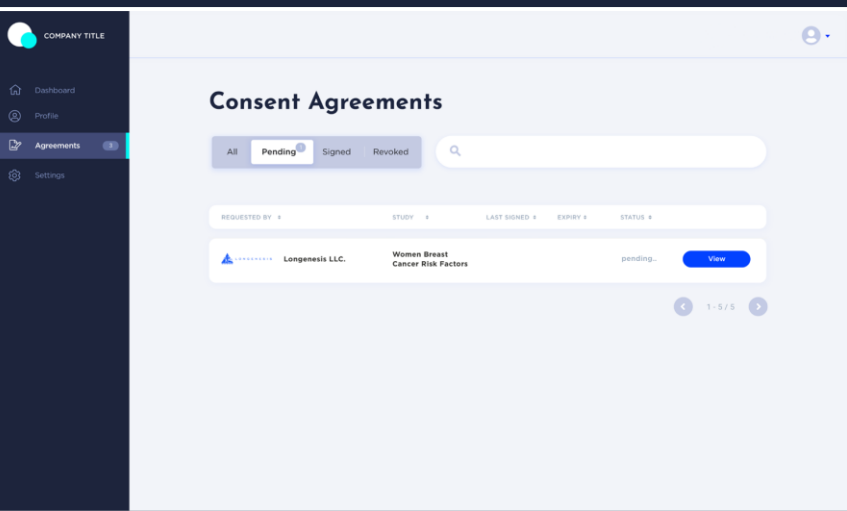 COMPANY TITLE
Dashboard
Profile
Agreements
Settings
Consent Agreements
All Pending Signed Revoked
REQUESTED BY STUDY LAST SIGNED EXPIRY STATUS
LONGENESIS Longenesis LLC. Women Breast
Cancer Risk Factors pending.. View
1 - 5 / 5